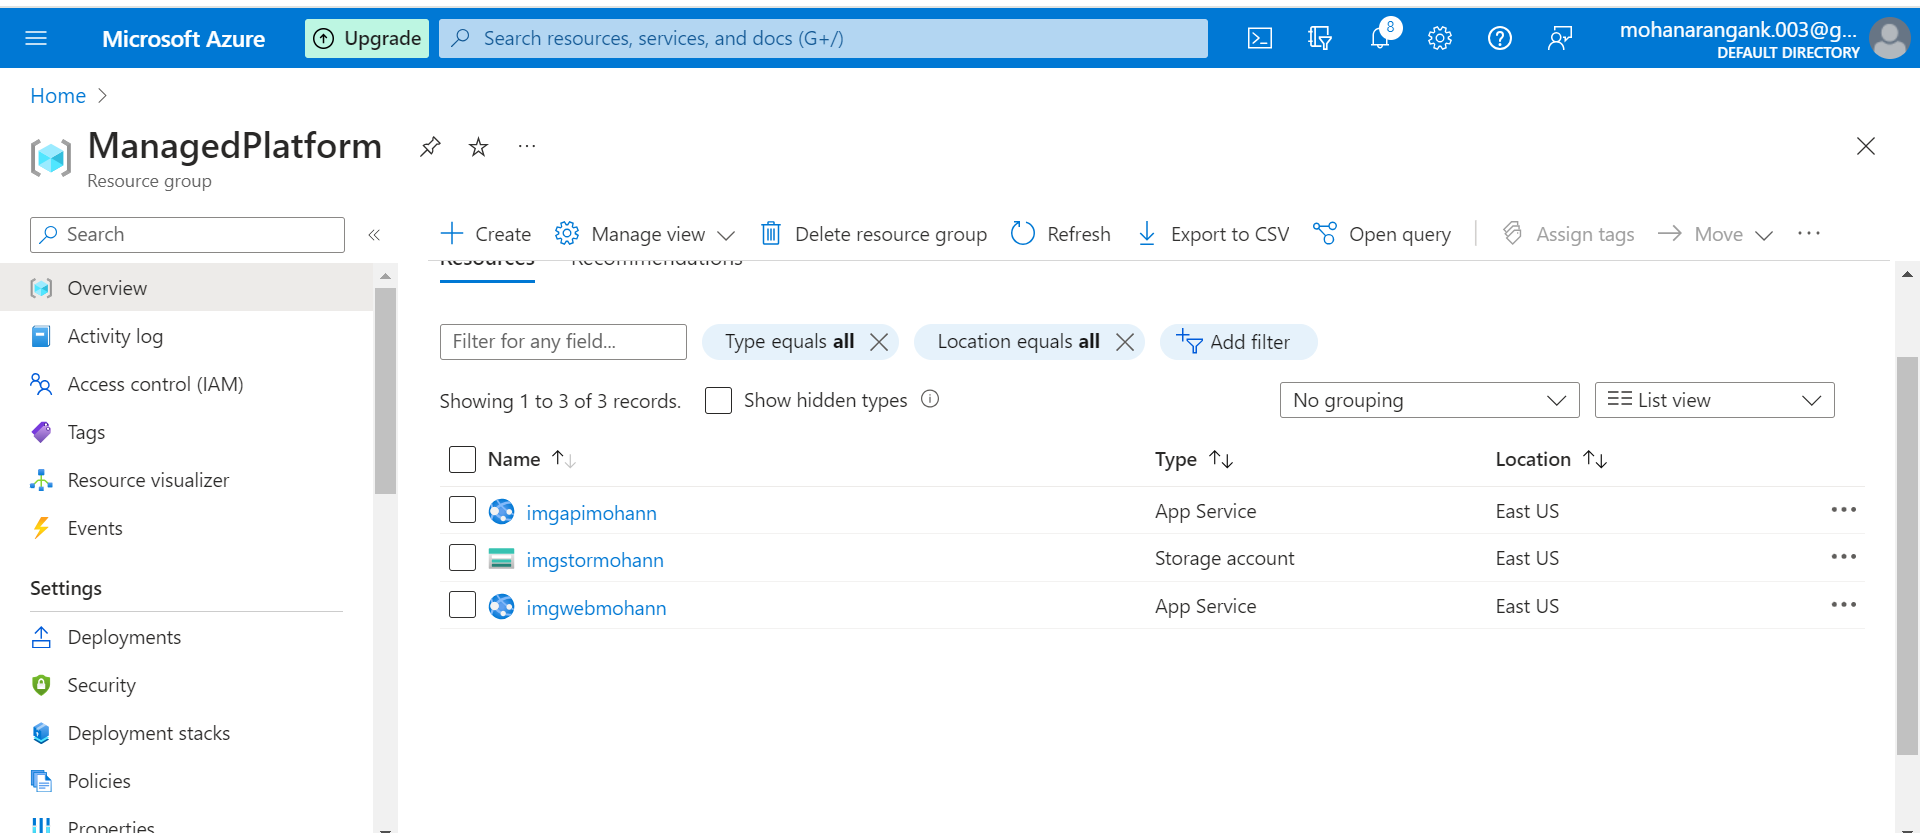 Microsoft Azure
Upgrade
Search resources, services, and docs (G+/)
8
mohanarangank.003@g...
DEFAULT DIRECTORY
Home
ManagedPlatform
Resource group
Search
Create
Manage view
Delete resource group
Refresh
Export to CSV
Open query
Assign tags
Move
Resources
Recommendations
Overview
Activity log
Access control (IAM)
Tags
Resource visualizer
Events
Settings
Deployments
Security
Deployment stacks
Policies
Properties
Filter for any field...
Type equals all
Location equals all
Add filter
Showing 1 to 3 of 3 records.
Show hidden types
No grouping
List view
Name Type Location
imgapimohann App Service East US
imgstormohann Storage account East US
imgwebmohann App Service East US